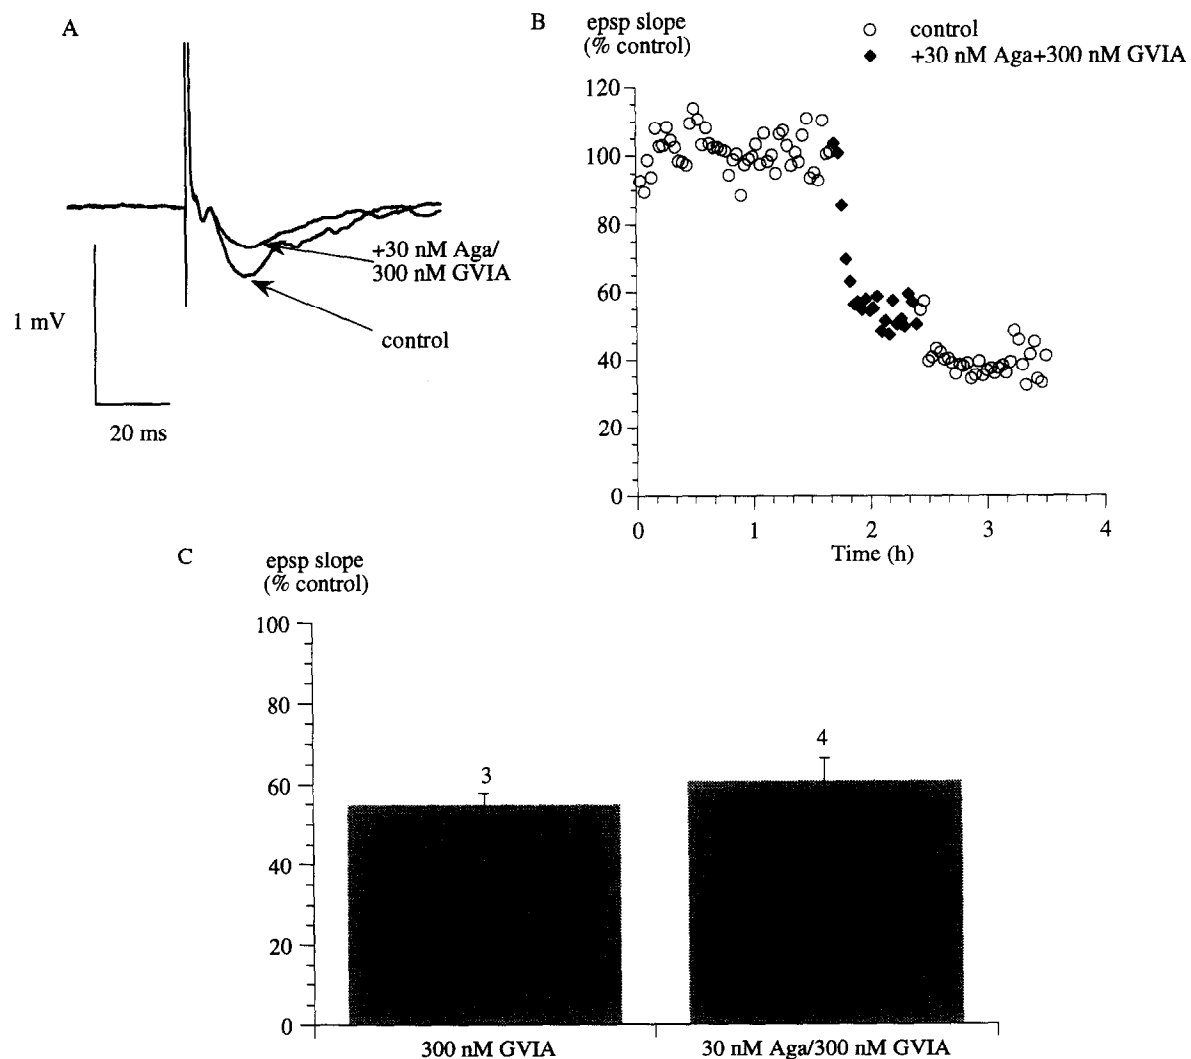 A
+30 nM Aga/
300 nM GVIA
control
1 mV
20 ms
B
epsp slope
(% control)
control
+30 nM Aga+300 nM GVIA
120
100
80
60
40
20
0
0 1 2 3 4
Time (h)
C
epsp slope
(% control)
100
80
60
40
20
0
3
4
300 nM GVIA
30 nM Aga/300 nM GVIA